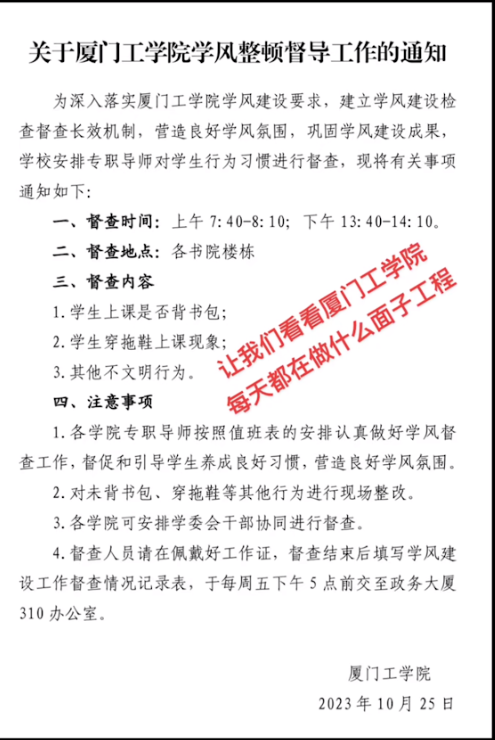 关于厦门工学院学风整顿督导工作的通知
为深入落实厦门工学院学风建设要求，建立学风建设检
查督查长效机制，营造良好学风氛围，巩固学风建设成果，
学校安排专职导师对学生行为习惯进行督查，现将有关事项
通知如下：
一、督查时间：上午 7:40-8:10；下午 13:40-14:10。
二、督查地点：各书院楼栋
三、督查内容
1.学生上课是否背书包；
2.学生穿拖鞋上课现象；
3.其他不文明行为。
让我们看看厦门工学院
每天都在做什么面子工程
四、注意事项
1.各学院专职导师按照值班表的安排认真做好学风督
查工作，督促和引导学生养成良好习惯，营造良好学风氛围。
2.对未背书包、穿拖鞋等其他行为进行现场整改。
3.各学院可安排学委会干部协同进行督查。
4.督查人员请在佩戴好工作证，督查结束后填写学风建
设工作督查情况记录表，于每周五下午 5 点前交至政务大厦
310 办公室。
厦门工学院
2023 年 10 月 25 日